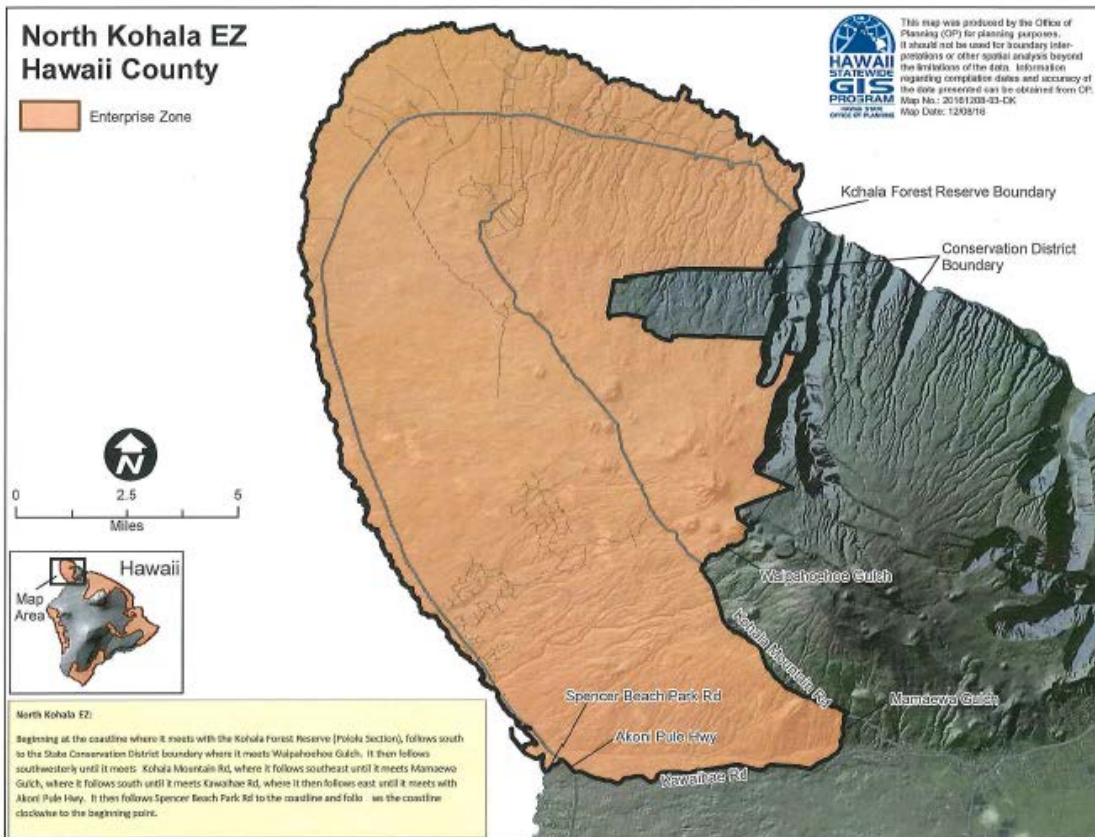 North Kohala EZ
Hawaii County
Enterprise Zone
HAWAII
STATEWIDE
GIS
PROGRAM
HAWAII STATE
OFFICE OF PLANNING
This map was produced by the Office of
Planning (OP) for planning purposes.
It should not be used for boundary inter-
pretations or other spatial analysis beyond
the limitations of the data. Information
regarding compilation dates and accuracy of
the data presented can be obtained from OP.
Map No.: 20161208-03-DK
Map Date: 12/08/16
Kohala Forest Reserve Boundary
Conservation District
Boundary
N
0 2.5 5
Miles
Hawaii
Map
Area
Waipahoehoe Gulch
Kohala Mountain Rd
Mamaewa Gulch
Spencer Beach Park Rd
Akoni Pule Hwy
Kawaihae Rd
North Kohala EZ:
Beginning at the coastline where it meets with the Kohala Forest Reserve (Pololu Section), follows south
to the State Conservation District boundary where it meets Waipahoehoe Gulch. It then follows
southwesterly until it meets Kohala Mountain Rd, where it follows southeast until it meets Mamaewa
Gulch, where it follows south until it meets Kawaihae Rd, where it then follows east until it meets with
Akoni Pule Hwy. It then follows Spencer Beach Park Rd to the coastline and follo ws the coastline
clockwise to the beginning point.